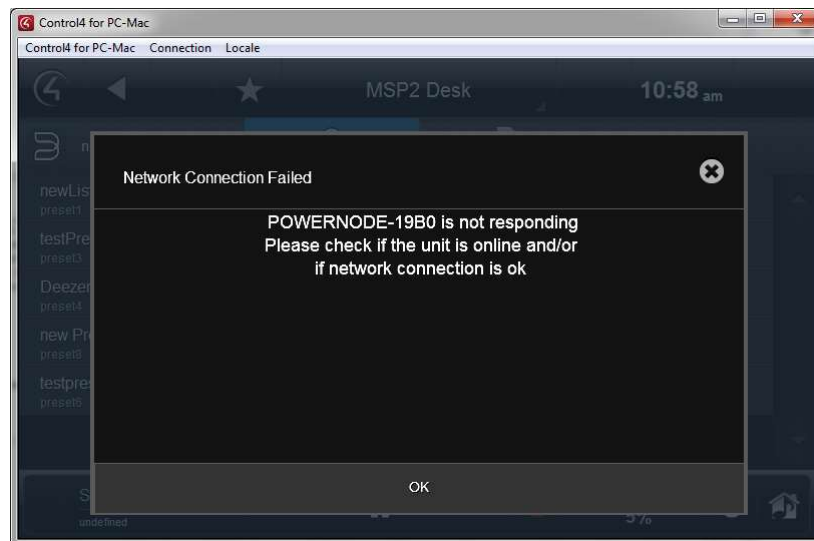 Control4 for PC-Mac
Control4 for PC-Mac Connection Locale
MSP2 Desk
10:58 am
Network Connection Failed
newLis
preset1
POWERNODE-19B0 is not responding
Please check if the unit is online and/or
if network connection is ok
testPre
preset3
Deezer
preset4
new Pr
preset8
testpre
preset6
OK
S
undefined
5%